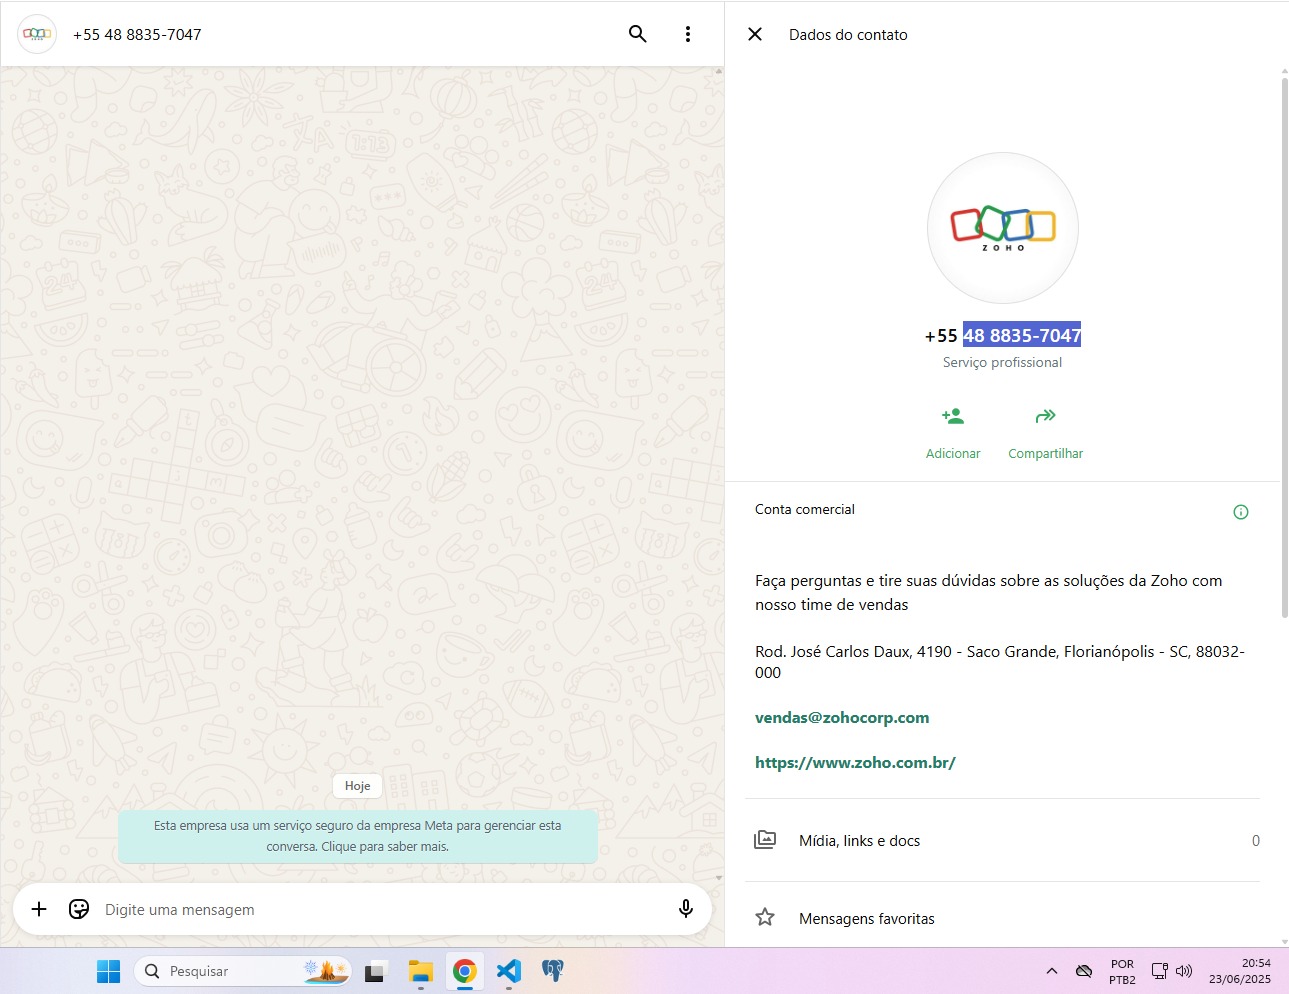 +55 48 8835-7047
Dados do contato
ZOHO
+55 48 8835-7047
Serviço profissional
Adicionar
Compartilhar
Conta comercial
Faça perguntas e tire suas dúvidas sobre as soluções da Zoho com
nosso time de vendas
Rod. José Carlos Daux, 4190 - Saco Grande, Florianópolis - SC, 88032-
000
vendas@zohocorp.com
https://www.zoho.com.br/
Mídia, links e docs
0
Mensagens favoritas
Hoje
Esta empresa usa um serviço seguro da empresa Meta para gerenciar esta
conversa. Clique para saber mais.
Digite uma mensagem
Pesquisar
POR
PTB2
20:54
23/06/2025